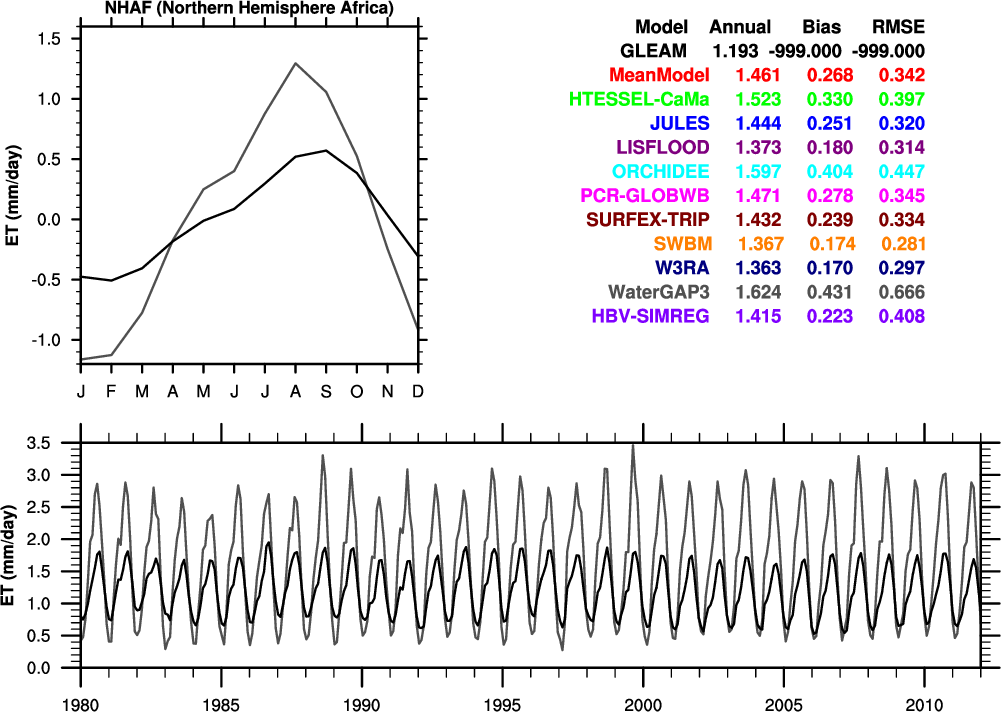 NHAF (Northern Hemisphere Africa)
1.5
1.0
0.5
0.0
-0.5
-1.0
ET (mm/day)
J F M A M J J A S O N D
Model Annual Bias RMSE
GLEAM 1.193 -999.000 -999.000
MeanModel 1.461 0.268 0.342
HTESSEL-CaMa 1.523 0.330 0.397
JULES 1.444 0.251 0.320
LISFLOOD 1.373 0.180 0.314
ORCHIDEE 1.597 0.404 0.447
PCR-GLOBWB 1.471 0.278 0.345
SURFEX-TRIP 1.432 0.239 0.334
SWBM 1.367 0.174 0.281
W3RA 1.363 0.170 0.297
WaterGAP3 1.624 0.431 0.666
HBV-SIMREG 1.415 0.223 0.408
3.5
3.0
2.5
2.0
1.5
1.0
0.5
0.0
ET (mm/day)
1980 1985 1990 1995 2000 2005 2010